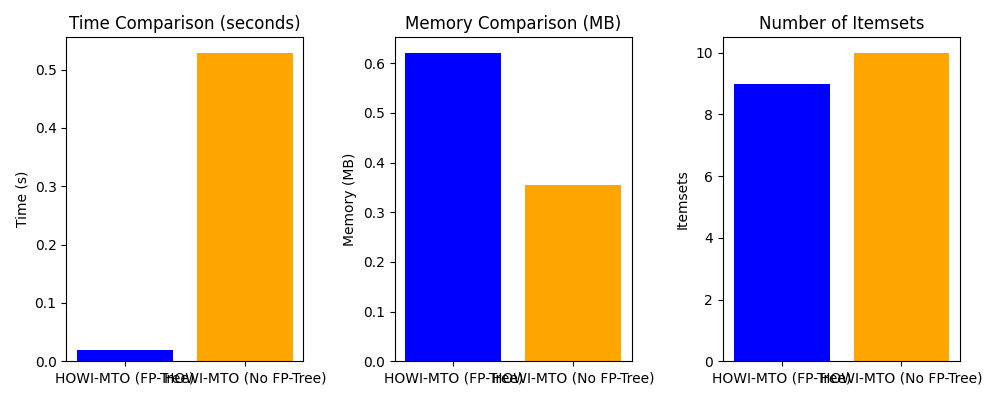 Time Comparison (seconds)
Time (s)
0.5
0.4
0.3
0.2
0.1
0.0
HOWI-MTO (FP-Tree)
HOWI-MTO (No FP-Tree)
Memory Comparison (MB)
Memory (MB)
0.6
0.5
0.4
0.3
0.2
0.1
0.0
HOWI-MTO (FP-Tree)
HOWI-MTO (No FP-Tree)
Number of Itemsets
Itemsets
10
8
6
4
2
0
HOWI-MTO (FP-Tree)
HOWI-MTO (No FP-Tree)